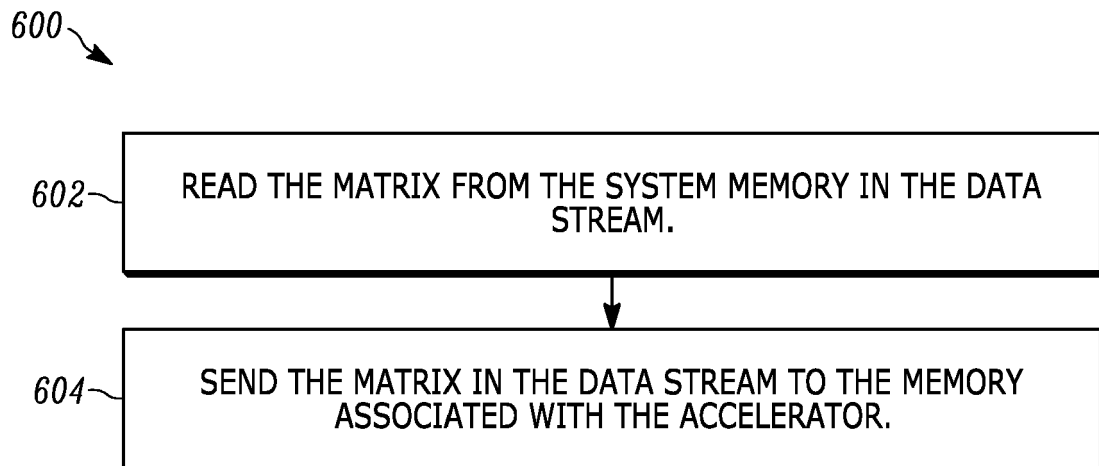 600
602
READ THE MATRIX FROM THE SYSTEM MEMORY IN THE DATA
STREAM.
604
SEND THE MATRIX IN THE DATA STREAM TO THE MEMORY
ASSOCIATED WITH THE ACCELERATOR.